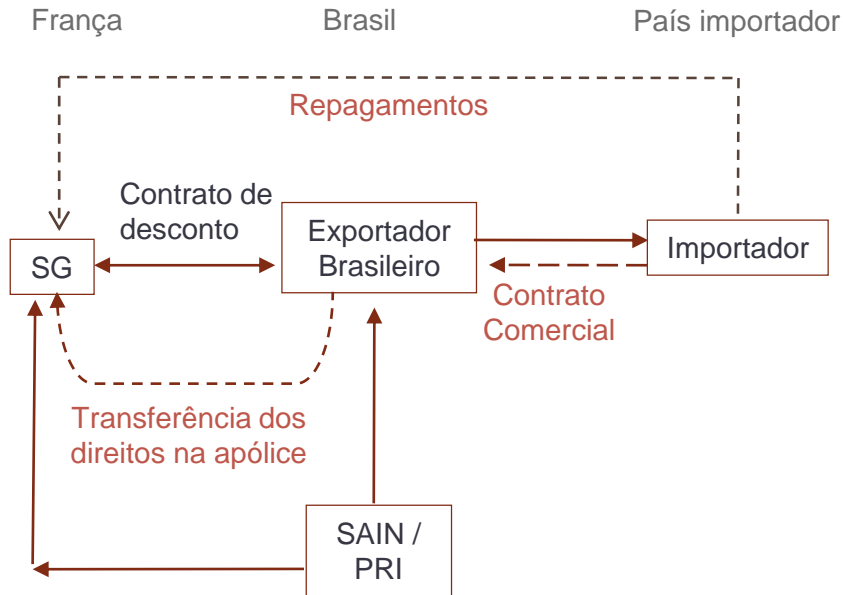 França
Brasil
País importador
Repagamentos
Contrato de
desconto
SG
Exportador
Brasileiro
Importador
Contrato
Comercial
Transferência dos
direitos na apólice
SAIN /
PRI